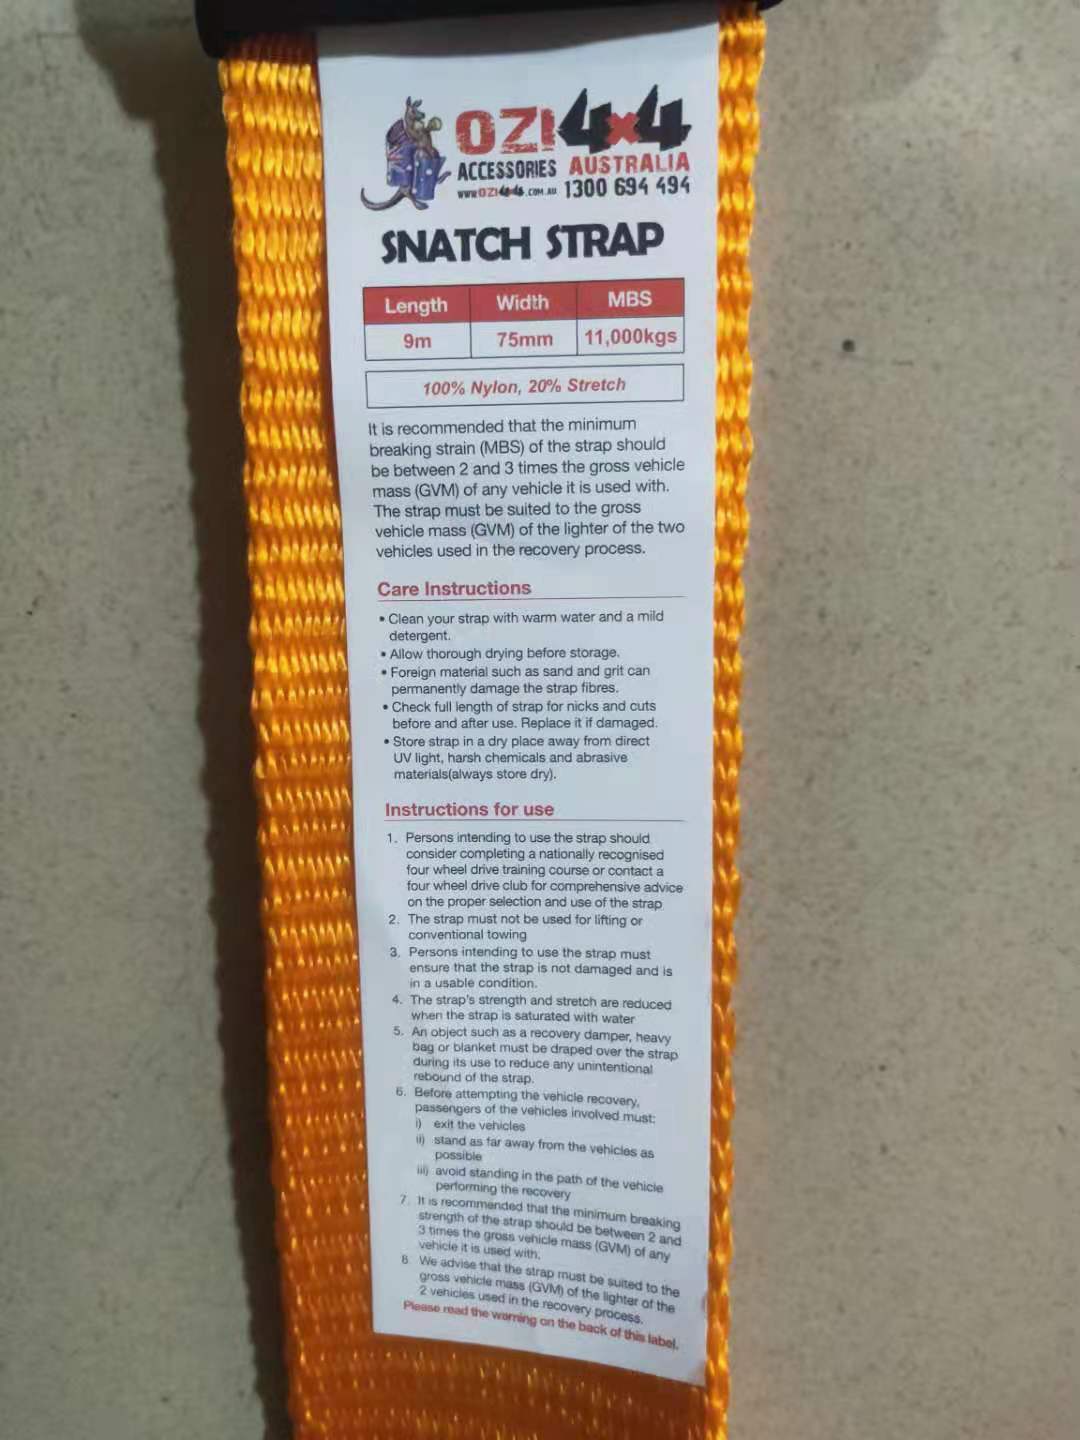 OZI4x4
ACCESSORIES AUSTRALIA
WWW.OZI4X4.COM.AU 1300 694 494
SNATCH STRAP
Length Width MBS
9m 75mm 11,000kgs
100% Nylon, 20% Stretch
It is recommended that the minimum
breaking strain (MBS) of the strap should
be between 2 and 3 times the gross vehicle
mass (GVM) of any vehicle it is used with.
The strap must be suited to the gross
vehicle mass (GVM) of the lighter of the two
vehicles used in the recovery process.
Care Instructions
• Clean your strap with warm water and a mild
detergent.
• Allow thorough drying before storage.
• Foreign material such as sand and grit can
permanently damage the strap fibres.
• Check full length of strap for nicks and cuts
before and after use. Replace it if damaged.
• Store strap in a dry place away from direct
UV light, harsh chemicals and abrasive
materials(always store dry).
Instructions for use
1. Persons intending to use the strap should
consider completing a nationally recognised
four wheel drive training course or contact a
four wheel drive club for comprehensive advice
on the proper selection and use of the strap
2. The strap must not be used for lifting or
conventional towing
3. Persons intending to use the strap must
ensure that the strap is not damaged and is
in a usable condition.
4. The strap's strength and stretch are reduced
when the strap is saturated with water
5. An object such as a recovery damper, heavy
bag or blanket must be draped over the strap
during its use to reduce any unintentional
rebound of the strap.
6. Before attempting the vehicle recovery,
passengers of the vehicles involved must:
i) exit the vehicles
ii) stand as far away from the vehicles as
possible
iii) avoid standing in the path of the vehicle
performing the recovery
7. It is recommended that the minimum breaking
strength of the strap should be between 2 and
3 times the gross vehicle mass (GVM) of any
vehicle it is used with.
8. We advise that the strap must be suited to the
gross vehicle mass (GVM) of the lighter of the
2 vehicles used in the recovery process.
Please read the warning on the back of this label.